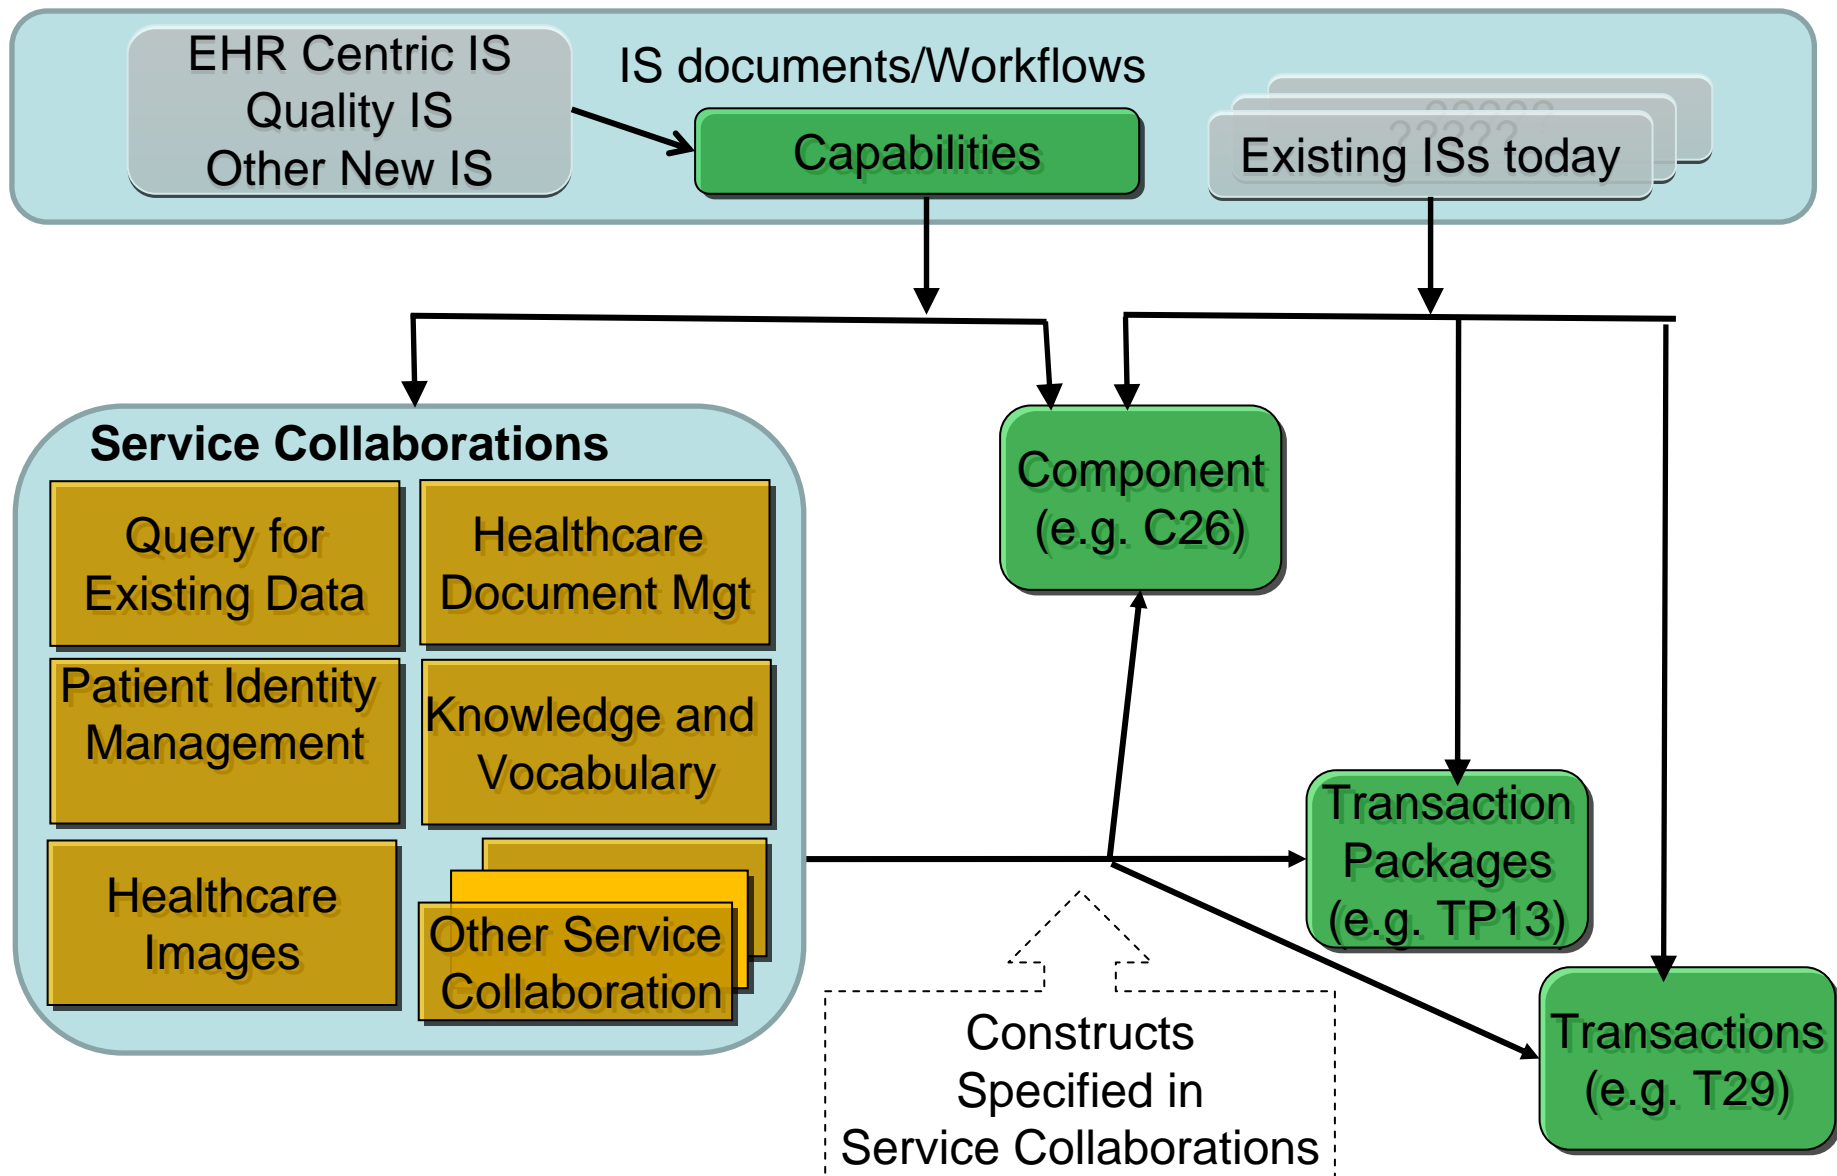 EHR Centric IS
Quality IS
Other New IS
IS documents/Workflows
Capabilities
?????
?????
Existing ISs today
Service Collaborations
Query for
Existing Data
Healthcare
Document Mgt
Patient Identity
Management
Knowledge and
Vocabulary
Healthcare
Images
Other Service
Collaboration
Component
(e.g. C26)
Transaction
Packages
(e.g. TP13)
Transactions
(e.g. T29)
Constructs
Specified in
Service Collaborations